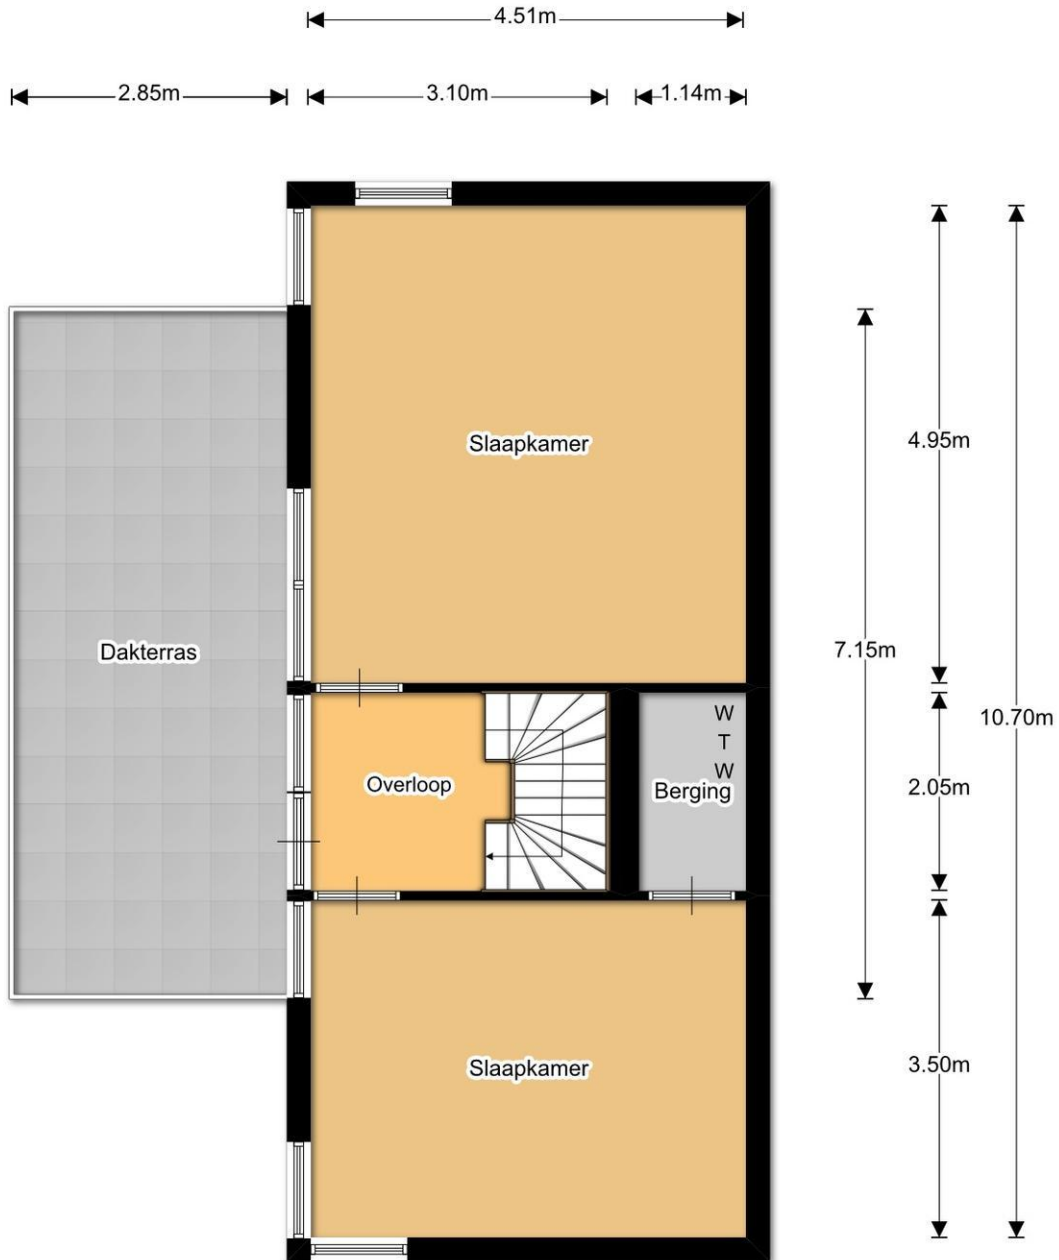 4.51m
2.85m
3.10m
1.14m
Slaapkamer
4.95m
Dakterras
7.15m
10.70m
W
T
W
Overloop
Berging
2.05m
Slaapkamer
3.50m